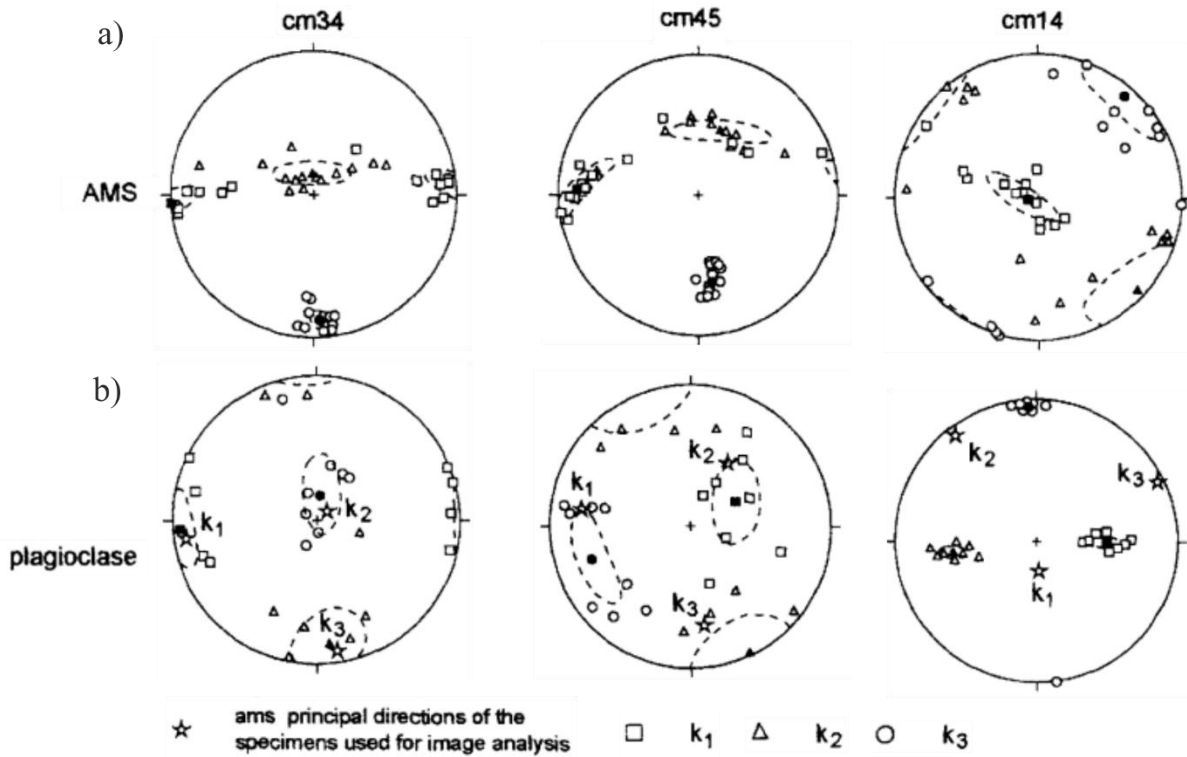 a)
cm34 cm45 cm14
AMS
b)
k₁ k₂ k₃
k₁ k₂ k₃
k₂ k₃ k₁
plagioclase
ams principal directions of the
specimens used for image analysis
k₁ k₂ k₃